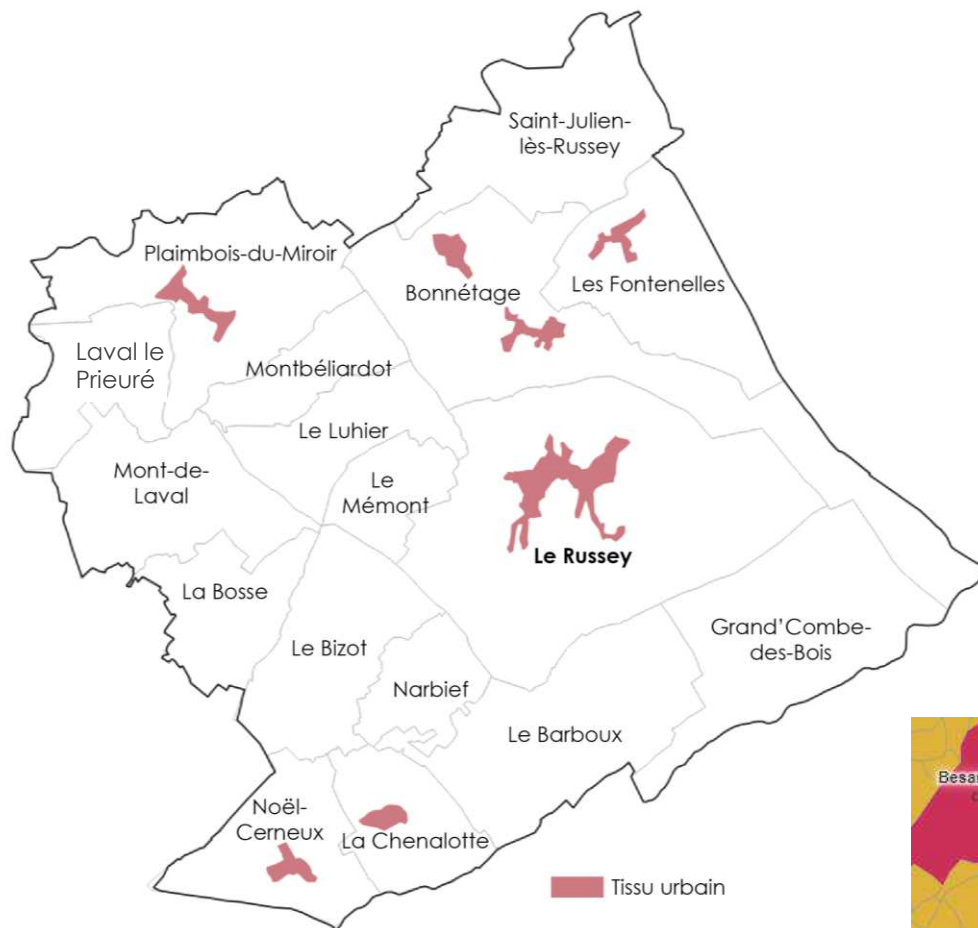 Saint-Julien-
lès-Russey
Plaimbois-du-Miroir
Les Fontenelles
Bonnétage
Laval le
Prieuré
Montbéliardot
Le Luhier
Mont-de-
Laval
Le
Mémont
Le Russey
La Bosse
Grand'Combe-
des-Bois
Le Bizot
Narbief
Le Barboux
Noël-
Cerneux
La Chenalotte
Tissu urbain